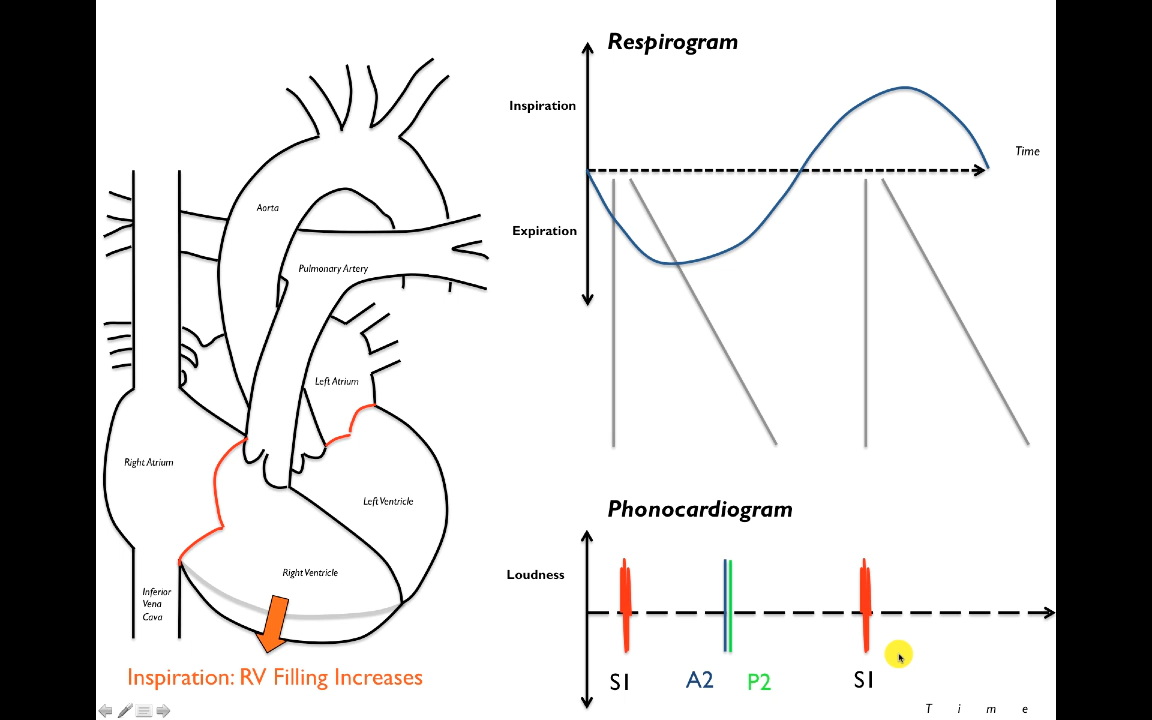 Respirogram
Inspiration
Time
Aorta
Expiration
Pulmonary Artery
Left Atrium
Right Atrium
Left Ventricle
Phonocardiogram
Right Ventricle
Loudness
Inferior
Vena
Cava
Inspiration: RV Filling Increases
S1
A2
P2
S1
T i m e